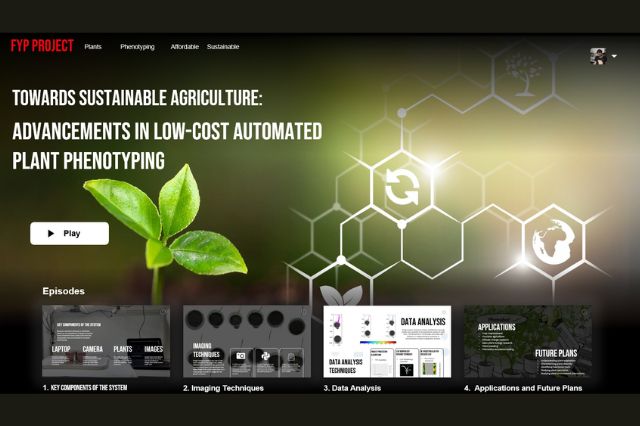 FYP PROJECT
Plants Phenotyping Affordable Sustainable
TOWARDS SUSTAINABLE AGRICULTURE:
ADVANCEMENTS IN LOW-COST AUTOMATED
PLANT PHENOTYPING
Play
Episodes
KEY COMPONENTS OF THE SYSTEM
LAPTOP CAMERA PLANTS IMAGES
IMAGING
TECHNIQUES
DATA ANALYSIS
DATA ANALYSIS
TECHNIQUES
APPLICATIONS
FUTURE PLANS
1. KEY COMPONENTS OF THE SYSTEM
2. Imaging Techniques
3. Data Analysis
4. Applications and Future Plans